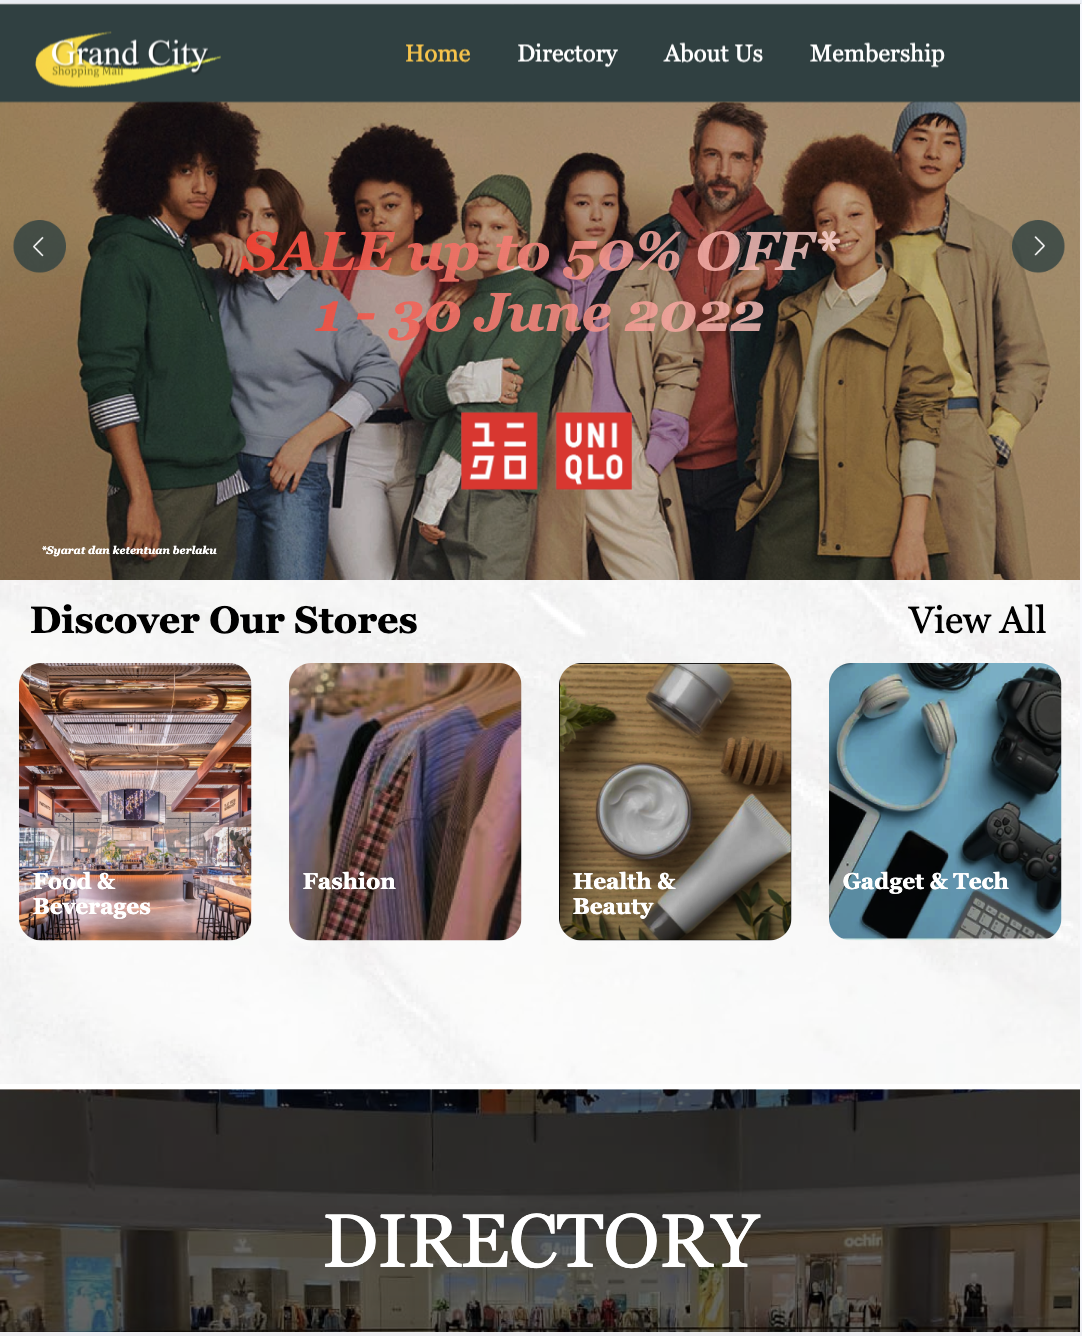 Grand City
Shopping Mall
Home
Directory
About Us
Membership
SALE up to 50% OFF*
1 - 30 June 2022
ユニ
クロ
UNI
QLO
*Syarat dan ketentuan berlaku
Discover Our Stores
View All
Food &
Beverages
Fashion
Health &
Beauty
Gadget & Tech
DIRECTORY